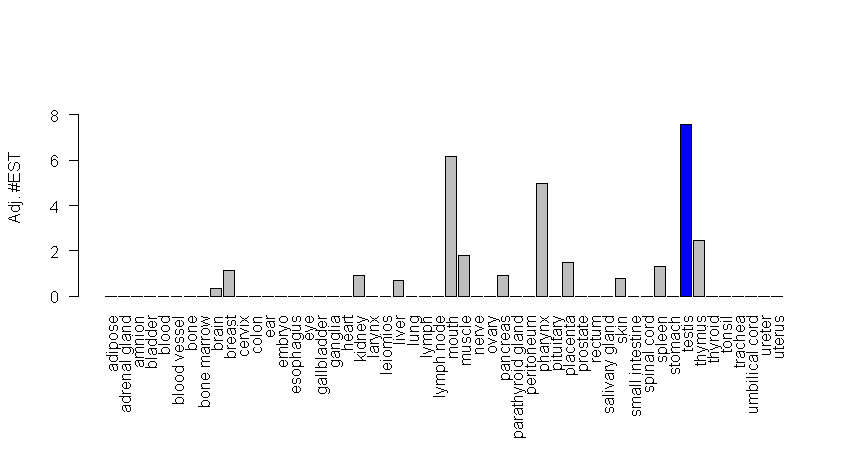 Adj. #EST
8
6
4
2
0
adipose
adrenal gland
amnion
bladder
blood
blood vessel
bone
bone marrow
brain
breast
cervix
colon
ear
embryo
esophagus
eye
gallbladder
ganglia
heart
kidney
larynx
leiomios
liver
lung
lymph
lymph node
mouth
muscle
nerve
ovary
pancreas
parathyroid gland
peritoneum
pharynx
pituitary
placenta
prostate
rectum
salivary gland
skin
small intestine
spinal cord
spleen
stomach
testis
thymus
thyroid
tonsil
trachea
umbilical cord
ureter
uterus